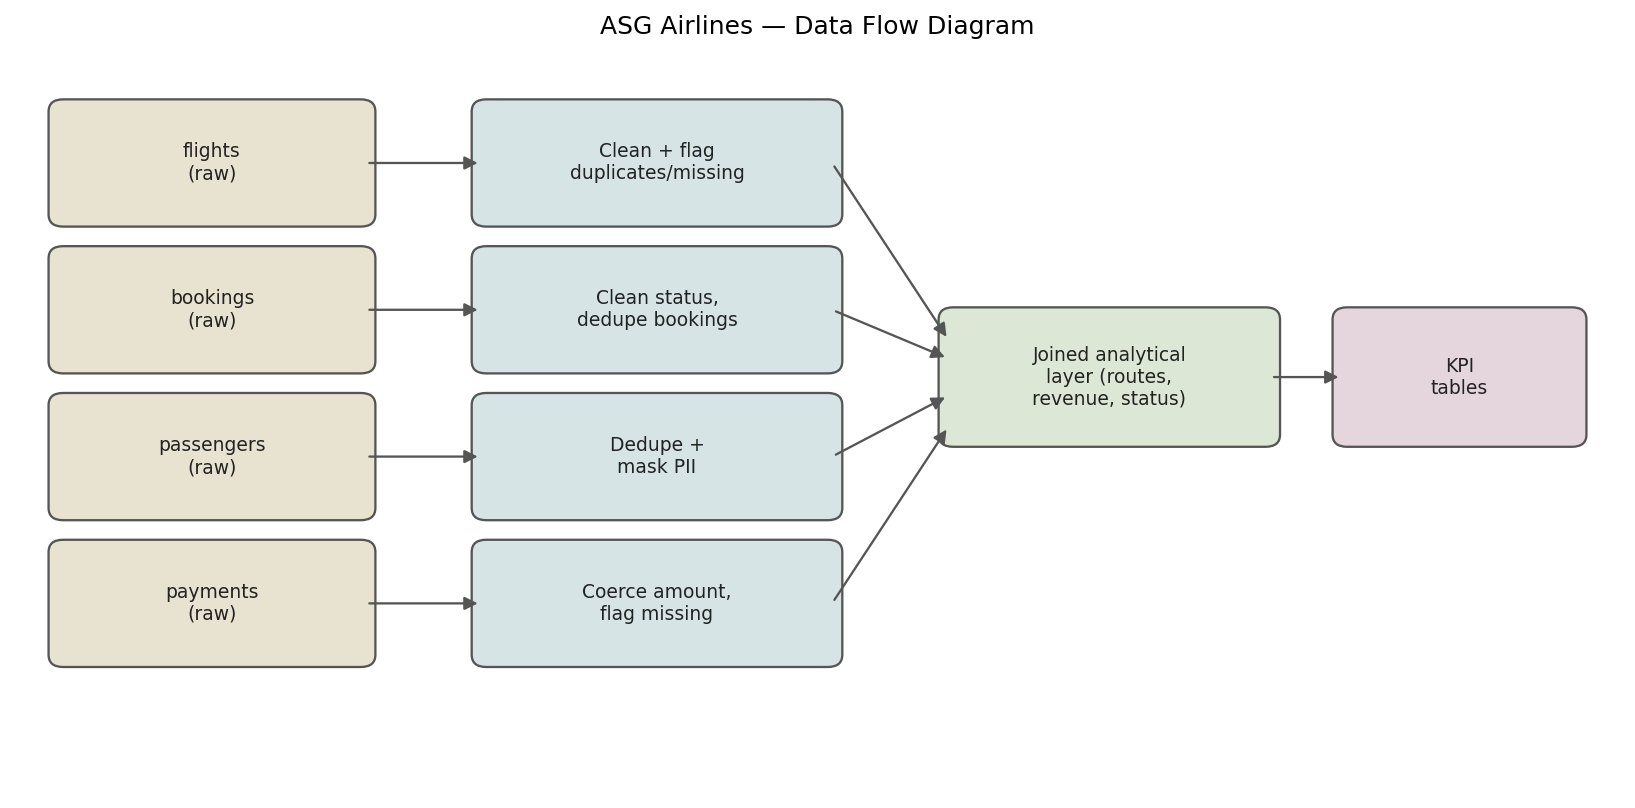 ASG Airlines — Data Flow Diagram
flights
(raw)
Clean + flag
duplicates/missing
bookings
(raw)
Clean status,
dedupe bookings
passengers
(raw)
Dedupe +
mask PII
payments
(raw)
Coerce amount,
flag missing
Joined analytical
layer (routes,
revenue, status)
KPI
tables